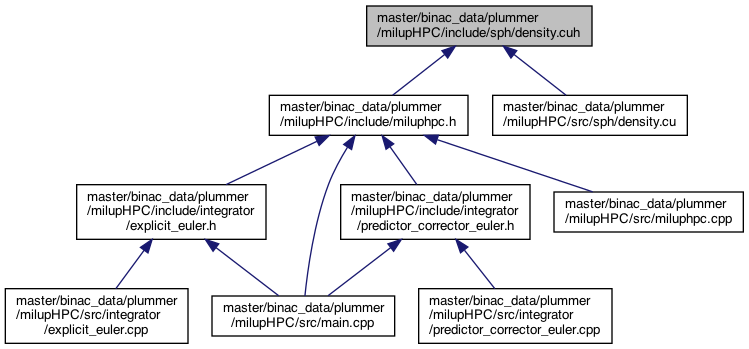 master/binac_data/plummer
/milupHPC/include/sph/density.cuh
master/binac_data/plummer
/milupHPC/include/miluphpc.h
master/binac_data/plummer
/milupHPC/src/sph/density.cu
master/binac_data/plummer
/milupHPC/include/integrator
/explicit_euler.h
master/binac_data/plummer
/milupHPC/include/integrator
/predictor_corrector_euler.h
master/binac_data/plummer
/milupHPC/src/miluphpc.cpp
master/binac_data/plummer
/milupHPC/src/integrator
/explicit_euler.cpp
master/binac_data/plummer
/milupHPC/src/main.cpp
master/binac_data/plummer
/milupHPC/src/integrator
/predictor_corrector_euler.cpp